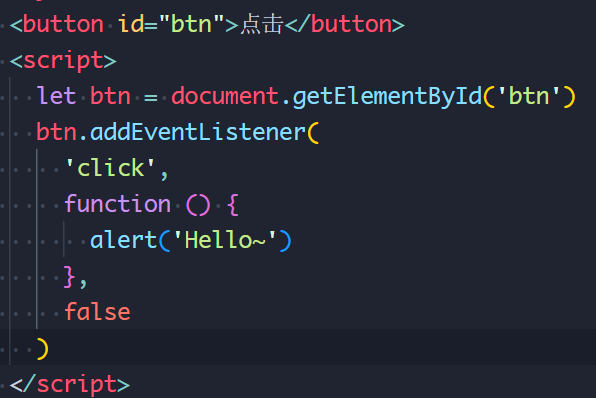 <button id="btn">点击</button>
<script>
let btn = document.getElementById('btn')
btn.addEventListener(
'click',
function () {
alert('Hello~')
},
false
)
</script>